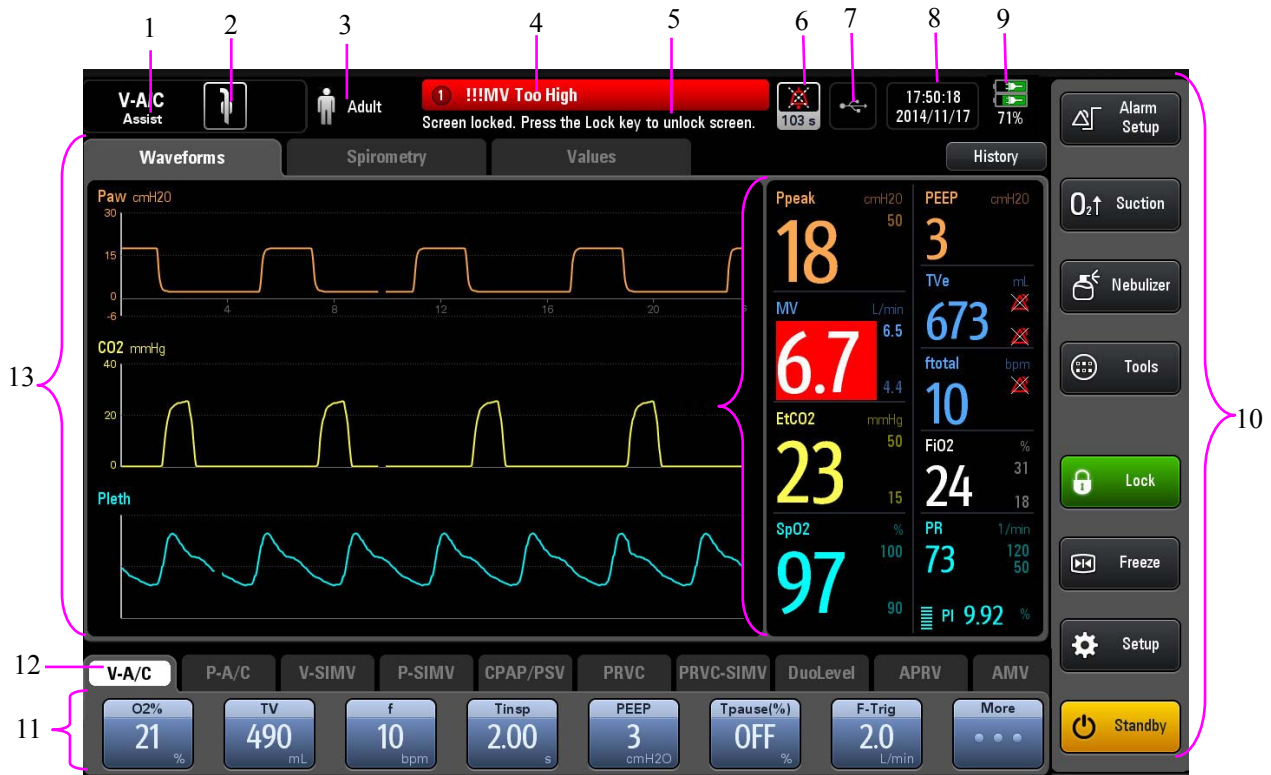 1 2 3 4 5 6 7 8 9
V-A/C
Assist
Adult
1 !!!MV Too High
Screen locked. Press the Lock key to unlock screen.
103 s
17:50:18
2014/11/17
71%
Alarm
Setup
Waveforms Spirometry Values History
Paw cmH2O
30
15
0
-6
4 8 12 16 20 s
CO2 mmHg
40
20
0
Pleth
Ppeak cmH2O
50
18
PEEP cmH2O
3
MV L/min
6.5
6.7
4.4
TVe mL
673
ftotal bpm
10
EtCO2 mmHg
50
23
15
FiO2 %
31
24
18
SpO2 %
100
97
90
PR 1/min
73
120
50
PI 9.92 %
O2↑ Suction
Nebulizer
Tools
Lock
Freeze
Setup
Standby
10
13
12
V-A/C P-A/C V-SIMV P-SIMV CPAP/PSV PRVC PRVC-SIMV DuoLevel APRV AMV
11
O2%
21
%
TV
490
mL
f
10
bpm
Tinsp
2.00
s
PEEP
3
cmH2O
Tpause(%)
OFF
%
F-Trig
2.0
L/min
More